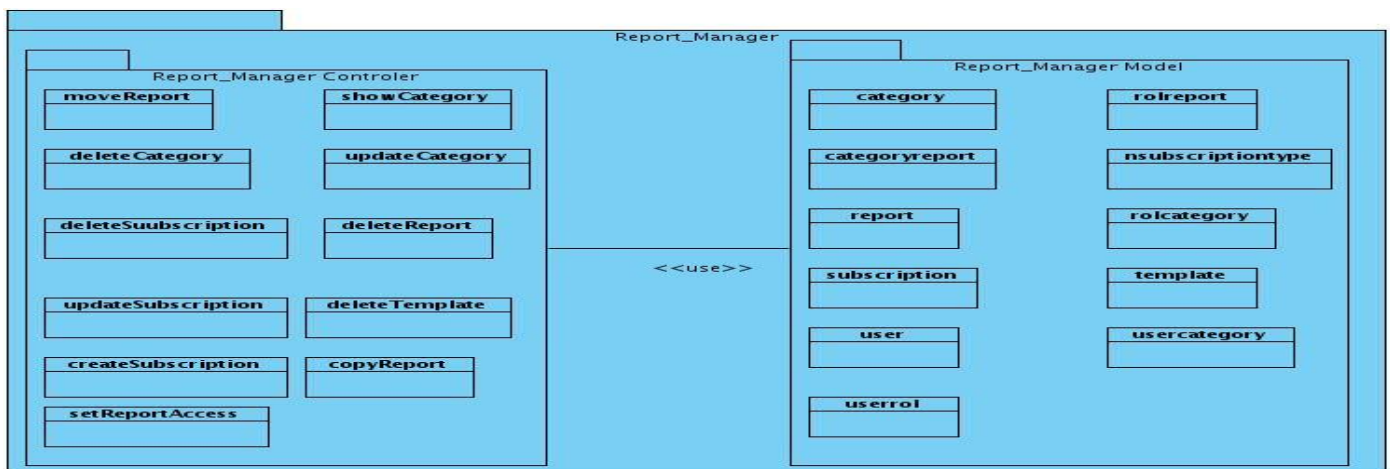 Report_Manager
Report_Manager Controler
moveReport
showCategory
deleteCategory
updateCategory
deleteSuubscription
deleteReport
updateSubscription
deleteTemplate
createSubscription
copyReport
setReportAccess
<<use>>
Report_Manager Model
category
rolreport
categoryreport
nsubscriptiontype
report
rolcategory
subscription
template
user
usercategory
userrol